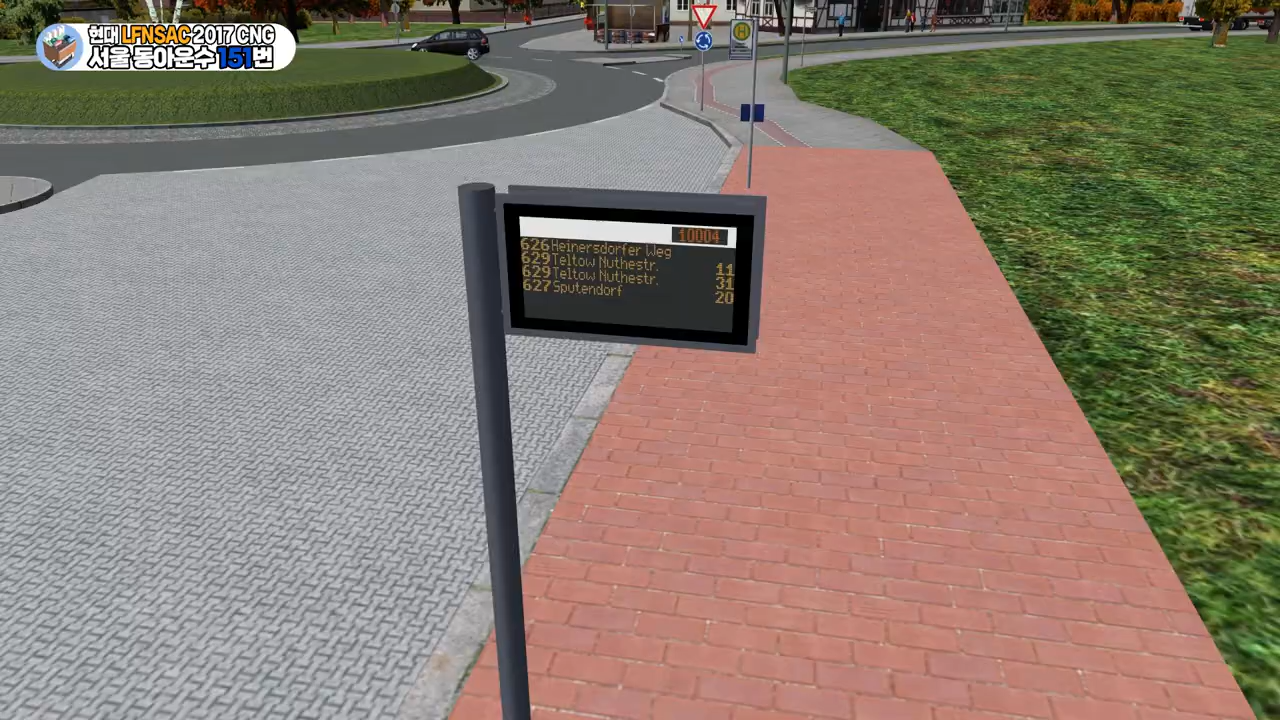 현대 LFNSAC 2017 CNG
서울 동아운수 151번
H
10004
626 Heinersdorfer Weg
629 Teltow Nuthestr. 11
629 Teltow Nuthestr. 31
627 Sputendorf 20